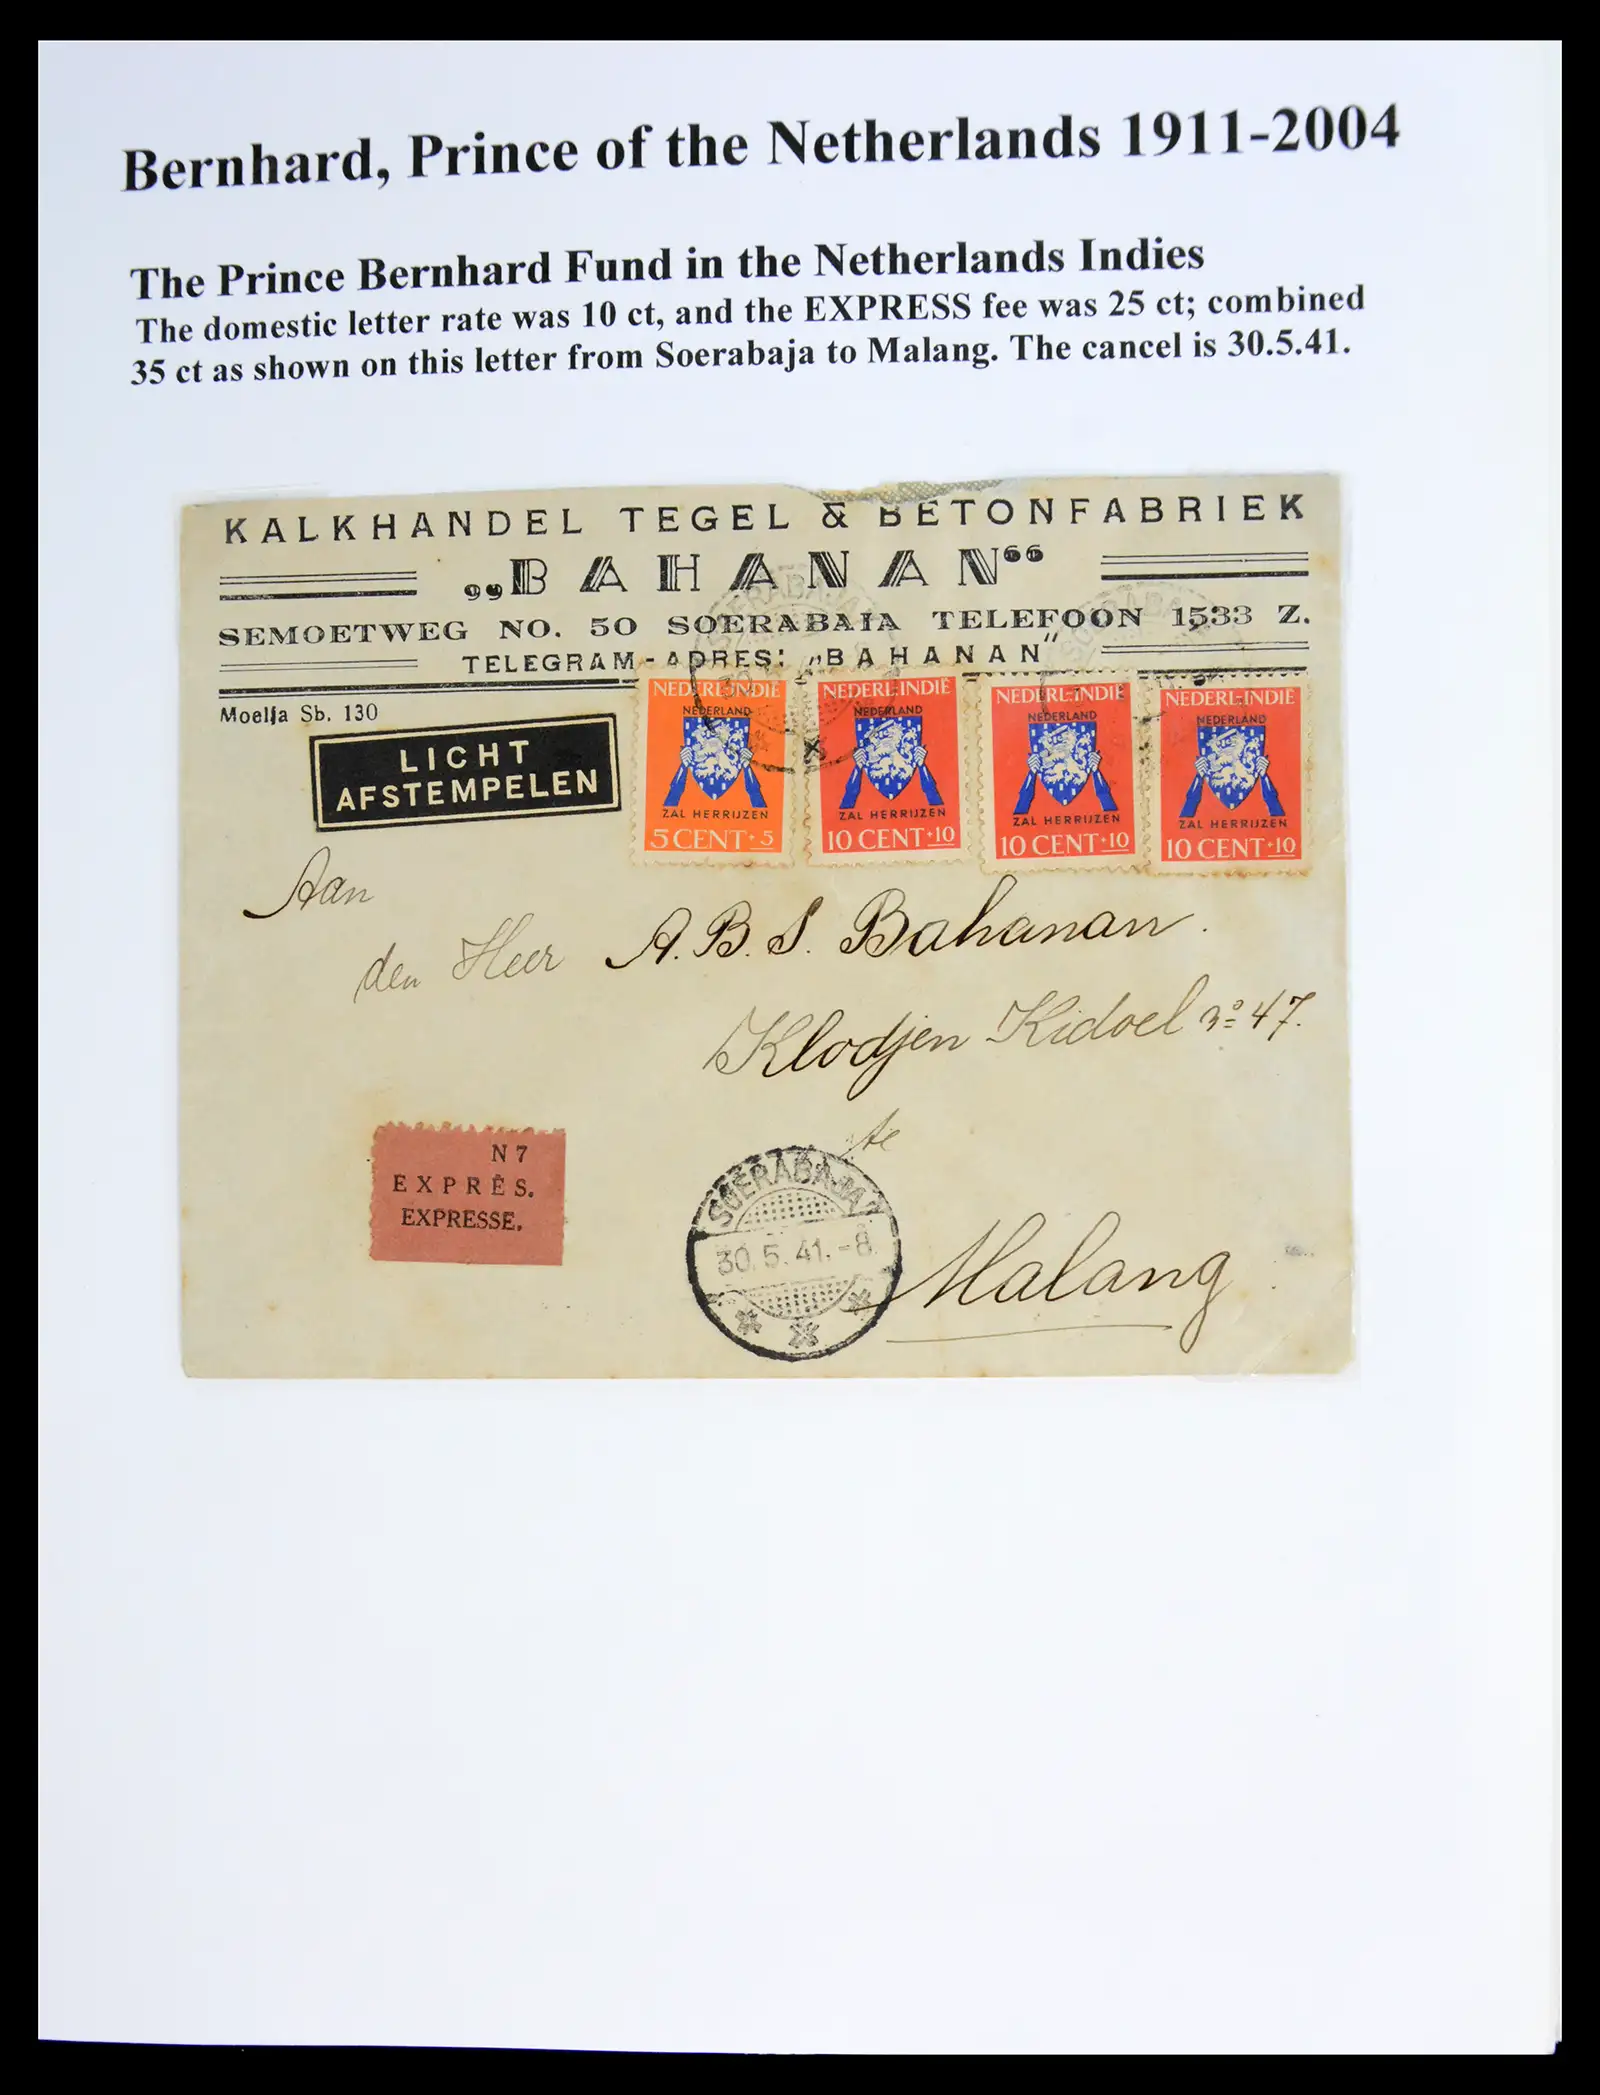 Bernhard, Prince of the Netherlands 1911-2004
The Prince Bernhard Fund in the Netherlands Indies
The domestic letter rate was 10 ct, and the EXPRESS fee was 25 ct; combined
35 ct as shown on this letter from Soerabaja to Malang. The cancel is 30.5.41.
KALKHANDEL TEGEL & BETONFABRIEK
„BAHANAN“
SEMOETWEG NO. 50 SOERABAIA TELEFOON 1533 Z.
TELEGRAM-ADRES: „BAHANAN”
Moelja Sb. 130
LICHT
AFSTEMPELEN
NEDERL-INDIË
NEDERLAND
ZAL HERRIJZEN
5 CENT+5
NEDERL-INDIË
NEDERLAND
ZAL HERRIJZEN
10 CENT+10
NEDERL-INDIË
NEDERLAND
ZAL HERRIJZEN
10 CENT+10
NEDERL-INDIË
NEDERLAND
ZAL HERRIJZEN
10 CENT+10
Aan
den Heer A.B.S. Bahanan.
Klodjen Kidoel No 47.
te
Malang
N 7
EXPRÈS.
EXPRESSE.
SOERABAJA
30.5.41.-8